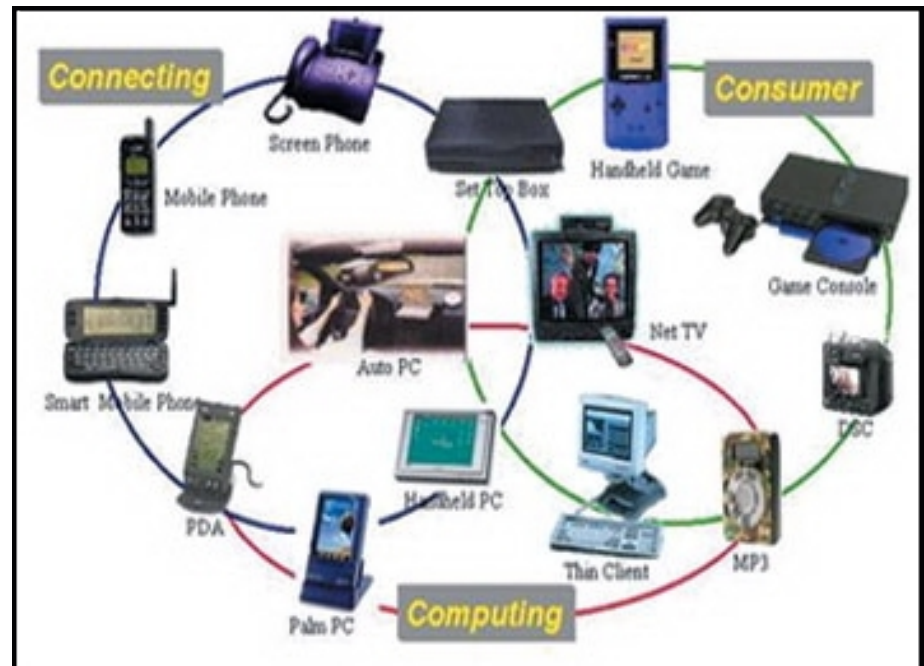 Connecting
Consumer
Screen Phone
Handheld Game
Mobile Phone
Set Top Box
Game Console
Net TV
Auto PC
Smart Mobile Phone
DSC
Handheld PC
PDA
Thin Client
MP3
Palm PC
Computing